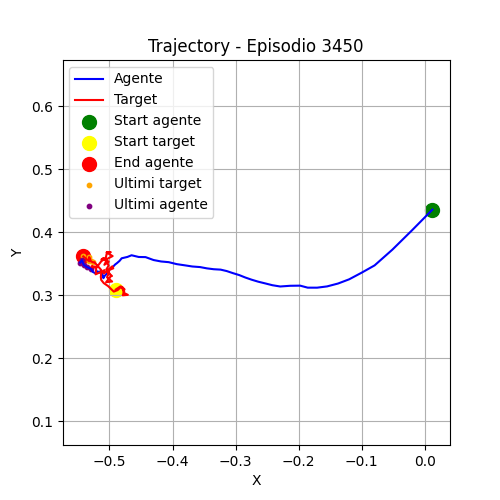 Trajectory - Episodio 3450
Agente
Target
Start agente
Start target
End agente
Ultimi target
Ultimi agente
Y
0.6
0.5
0.4
0.3
0.2
0.1
−0.5
−0.4
−0.3
−0.2
−0.1
0.0
X